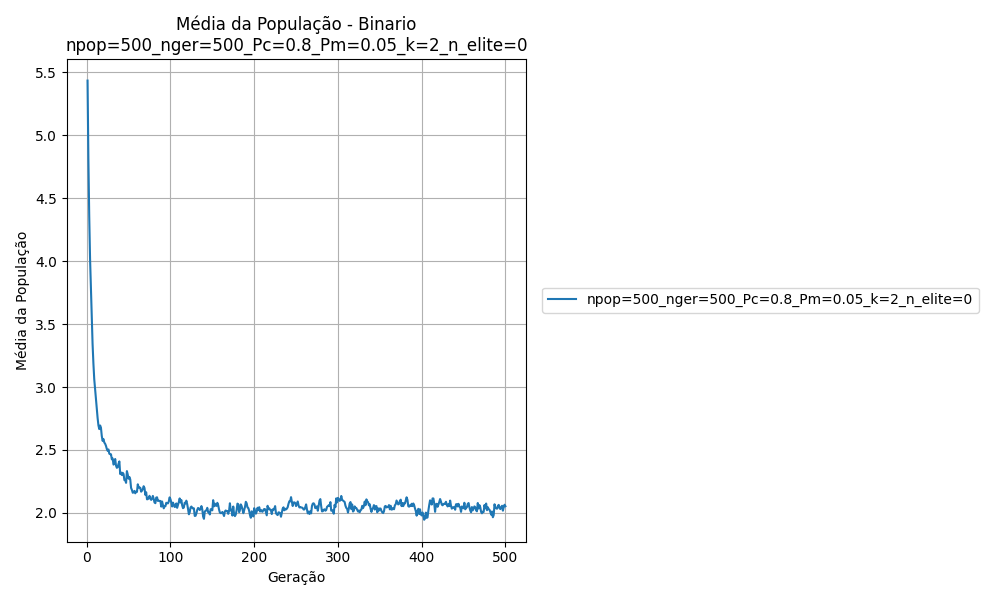 Média da População - Binario
npop=500_nger=500_Pc=0.8_Pm=0.05_k=2_n_elite=0
5.5
5.0
4.5
4.0
3.5
3.0
2.5
2.0
Média da População
0 100 200 300 400 500
Geração
npop=500_nger=500_Pc=0.8_Pm=0.05_k=2_n_elite=0